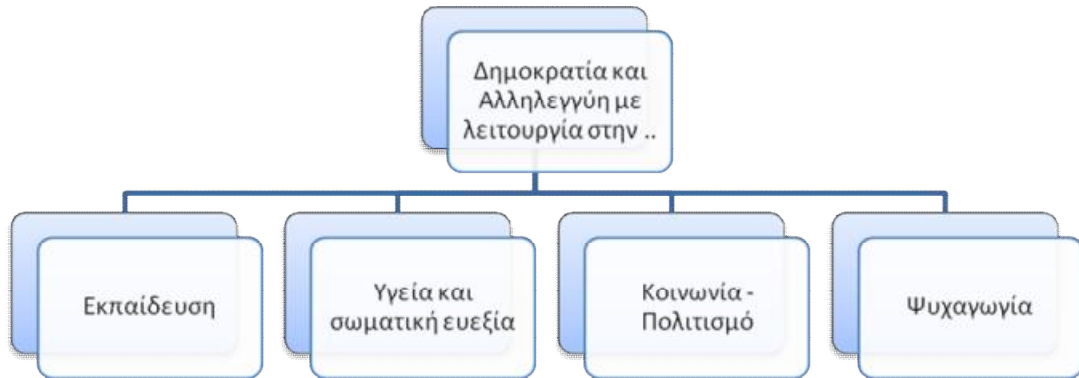 Δημοκρατία και
Αλληλεγγύη με
λειτουργία στην ..
Εκπαίδευση
Υγεία και
σωματική ευεξία
Κοινωνία -
Πολιτισμό
Ψυχαγωγία